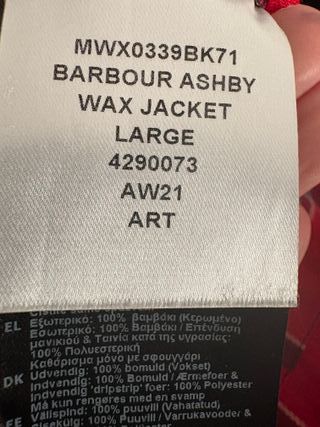 MWX0339BK71
BARBOUR ASHBY
WAX JACKET
LARGE
4290073
AW21
ART
EL Εξωτερικό: 100% βαμβάκι (Κερωμένο)
Εσωτερικό: 100% Βαμβάκι / Επένδυση
μανικιού & Ταινία κατά της υγρασίας:
100% Πολυεστερική
Καθάρισμα μόνο με σφουγγάρι
DK Udvendig: 100% bomuld (Vokset)
Indvendig: 100% Bomuld / Ærmefoer &
Indvendig 'dripstrip' foer: 100% Polyester
Må kun rengøres med en svamp
EE Välispind: 100% puuvill (Vahatatud)
Sisekülg: 100% Puuvill / Varrukavooder &